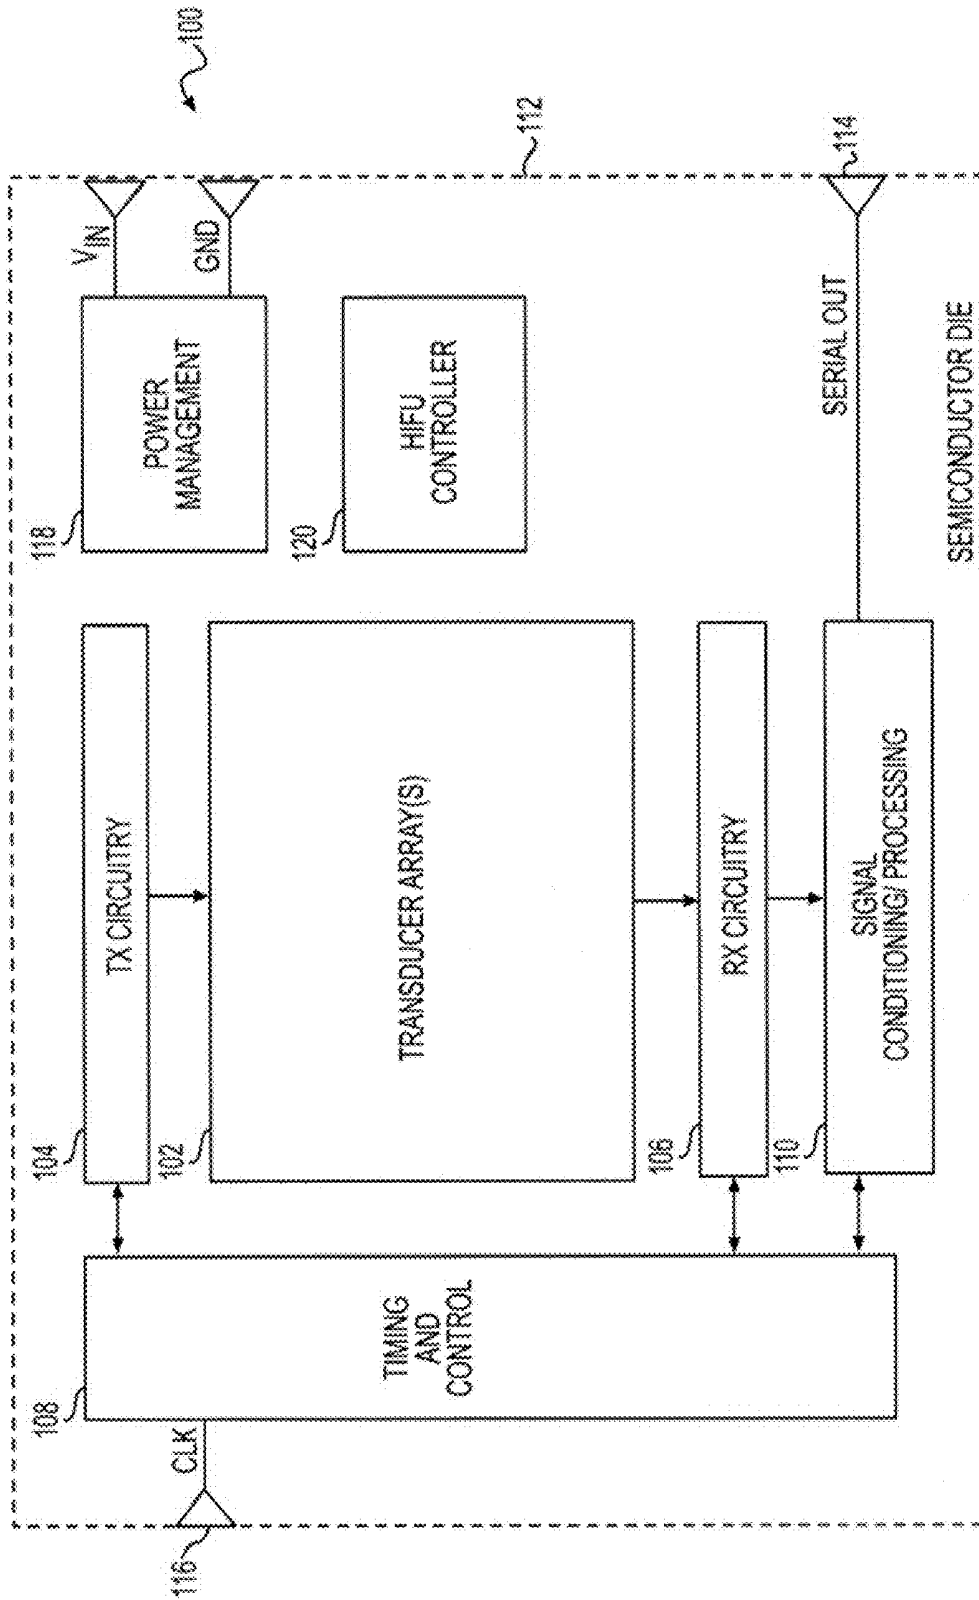 100
112
114
116
CLK
108
TIMING
AND
CONTROL
104
TX CIRCUITRY
102
TRANSDUCER ARRAY(S)
106
RX CIRCUITRY
110
SIGNAL
CONDITIONING/ PROCESSING
118
POWER
MANAGEMENT
VIN
GND
120
HIFU
CONTROLLER
SERIAL OUT
SEMICONDUCTOR DIE